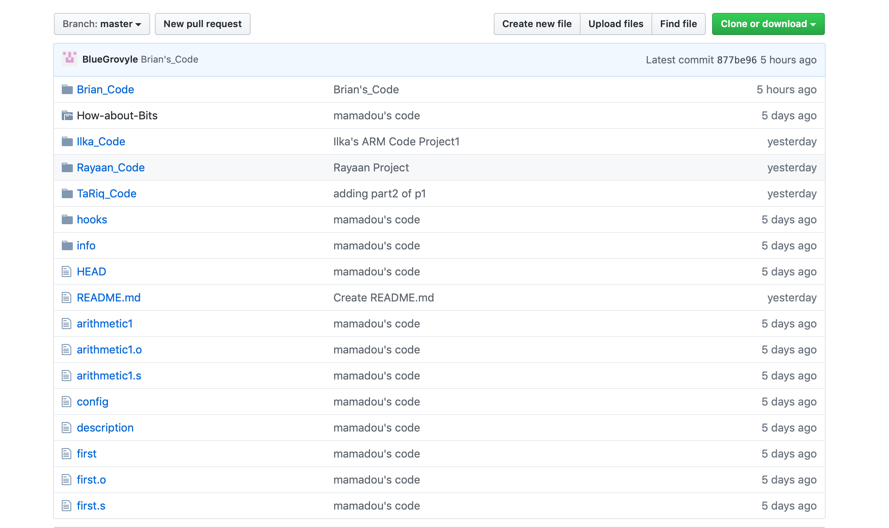 Branch: master New pull request Create new file Upload files Find file Clone or download
BlueGrovyle Brian's_Code Latest commit 877be96 5 hours ago
Brian_Code Brian's_Code 5 hours ago
How-about-Bits mamadou's code 5 days ago
Ilka_Code Ilka's ARM Code Project1 yesterday
Rayaan_Code Rayaan Project yesterday
TaRiq_Code adding part2 of p1 yesterday
hooks mamadou's code 5 days ago
info mamadou's code 5 days ago
HEAD mamadou's code 5 days ago
README.md Create README.md yesterday
arithmetic1 mamadou's code 5 days ago
arithmetic1.o mamadou's code 5 days ago
arithmetic1.s mamadou's code 5 days ago
config mamadou's code 5 days ago
description mamadou's code 5 days ago
first mamadou's code 5 days ago
first.o mamadou's code 5 days ago
first.s mamadou's code 5 days ago